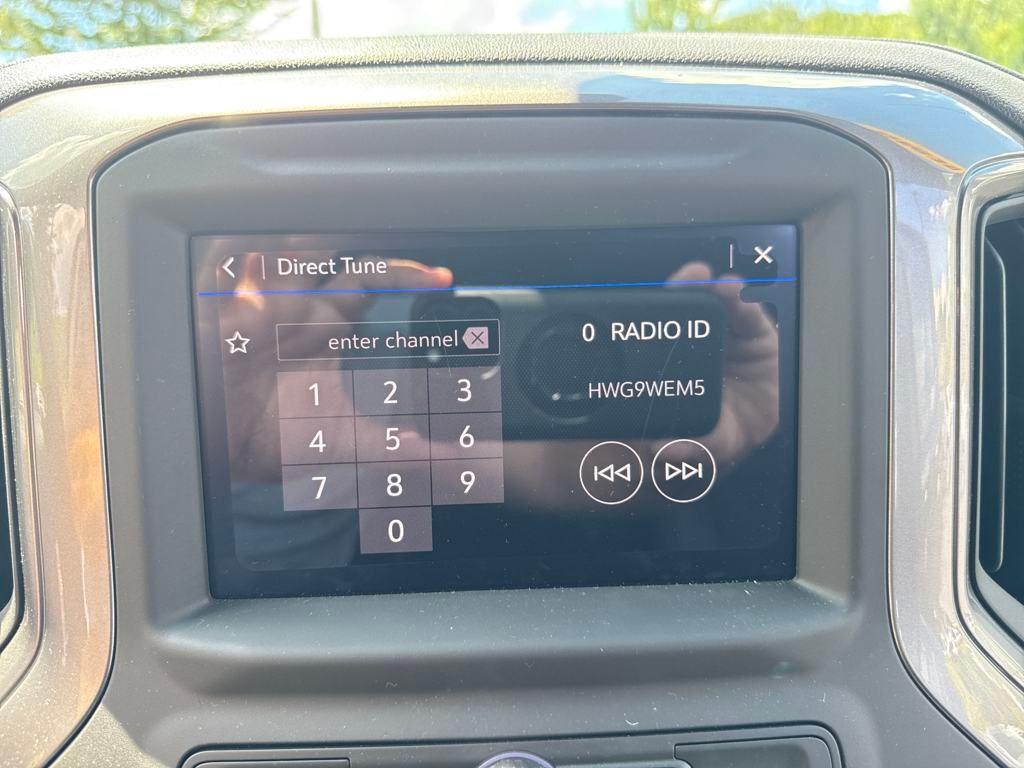 Direct Tune
enter channel
0 RADIO ID
HWG9WEM5
1 2 3
4 5 6
7 8 9
0